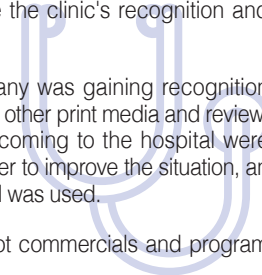 the clinic's recognition and
any was gaining recognition
other print media and review
coming to the hospital were
er to improve the situation, an
l was used.
ot commercials and program